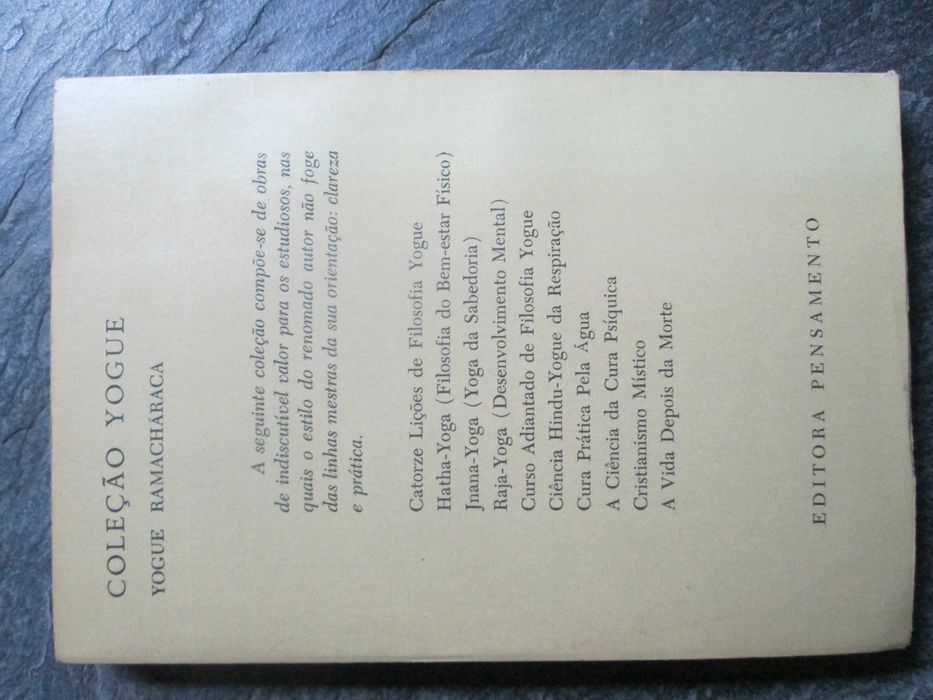 COLEÇÃO YOGUE
YOGUE RAMACHÁRACA
A seguinte coleção compõe-se de obras
de indiscutível valor para os estudiosos, nas
quais o estilo do renomado autor não foge
das linhas mestras da sua orientação: clareza
e prática.
Catorze Lições de Filosofia Yogue
Hatha-Yoga (Filosofia do Bem-estar Físico)
Jnana-Yoga (Yoga da Sabedoria)
Raja-Yoga (Desenvolvimento Mental)
Curso Adiantado de Filosofia Yogue
Ciência Hindu-Yogue da Respiração
Cura Prática Pela Água
A Ciência da Cura Psíquica
Cristianismo Místico
A Vida Depois da Morte
EDITORA PENSAMENTO